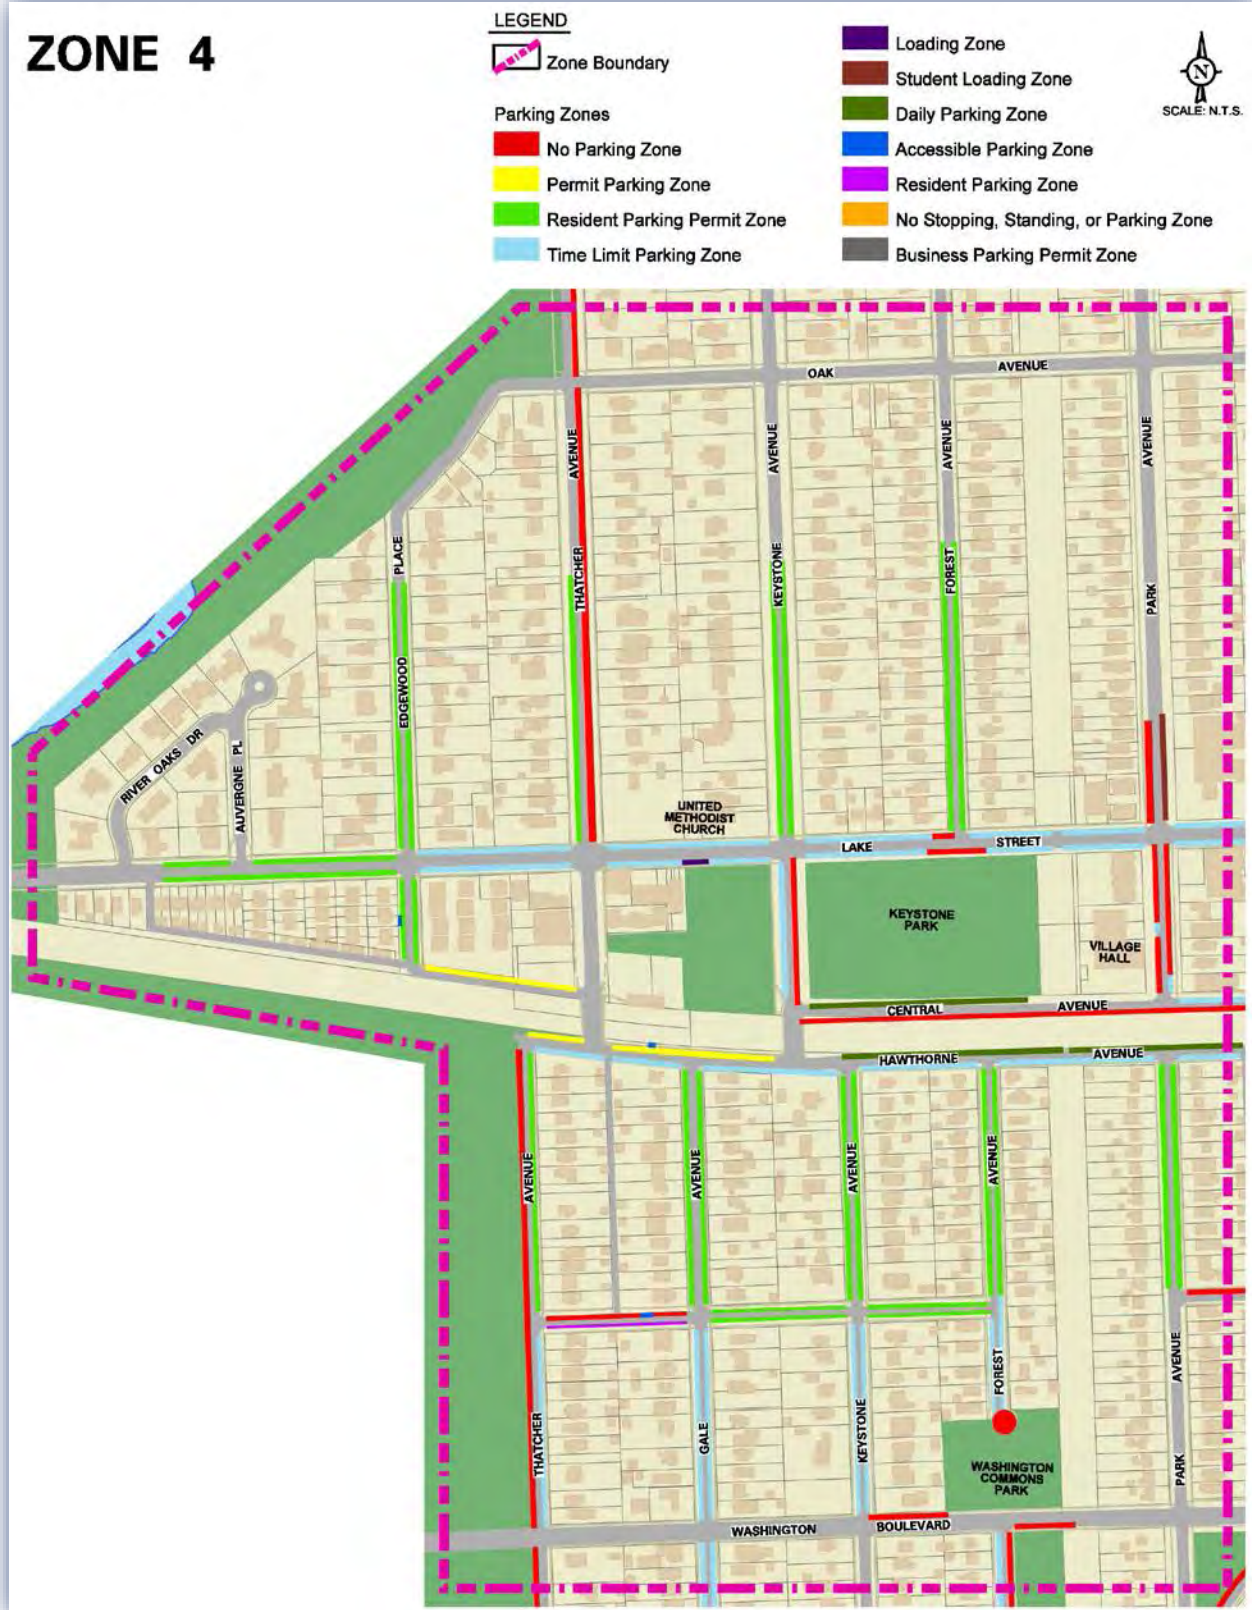 ZONE 4
LEGEND
Zone Boundary
Parking Zones
No Parking Zone
Permit Parking Zone
Resident Parking Permit Zone
Time Limit Parking Zone
Loading Zone
Student Loading Zone
Daily Parking Zone
Accessible Parking Zone
Resident Parking Zone
No Stopping, Standing, or Parking Zone
Business Parking Permit Zone
N
SCALE: N.T.S.
OAK
AVENUE
AVENUE
AVENUE
AVENUE
AVENUE
PLACE
THATCHER
KEYSTONE
FOREST
PARK
EDGEWOOD
RIVER OAKS DR
AUVERGNE PL
UNITED
METHODIST
CHURCH
LAKE
STREET
KEYSTONE
PARK
VILLAGE
HALL
CENTRAL
AVENUE
HAWTHORNE
AVENUE
AVENUE
AVENUE
AVENUE
AVENUE
THATCHER
GALE
KEYSTONE
FOREST
AVENUE
PARK
WASHINGTON
COMMONS
PARK
WASHINGTON
BOULEVARD